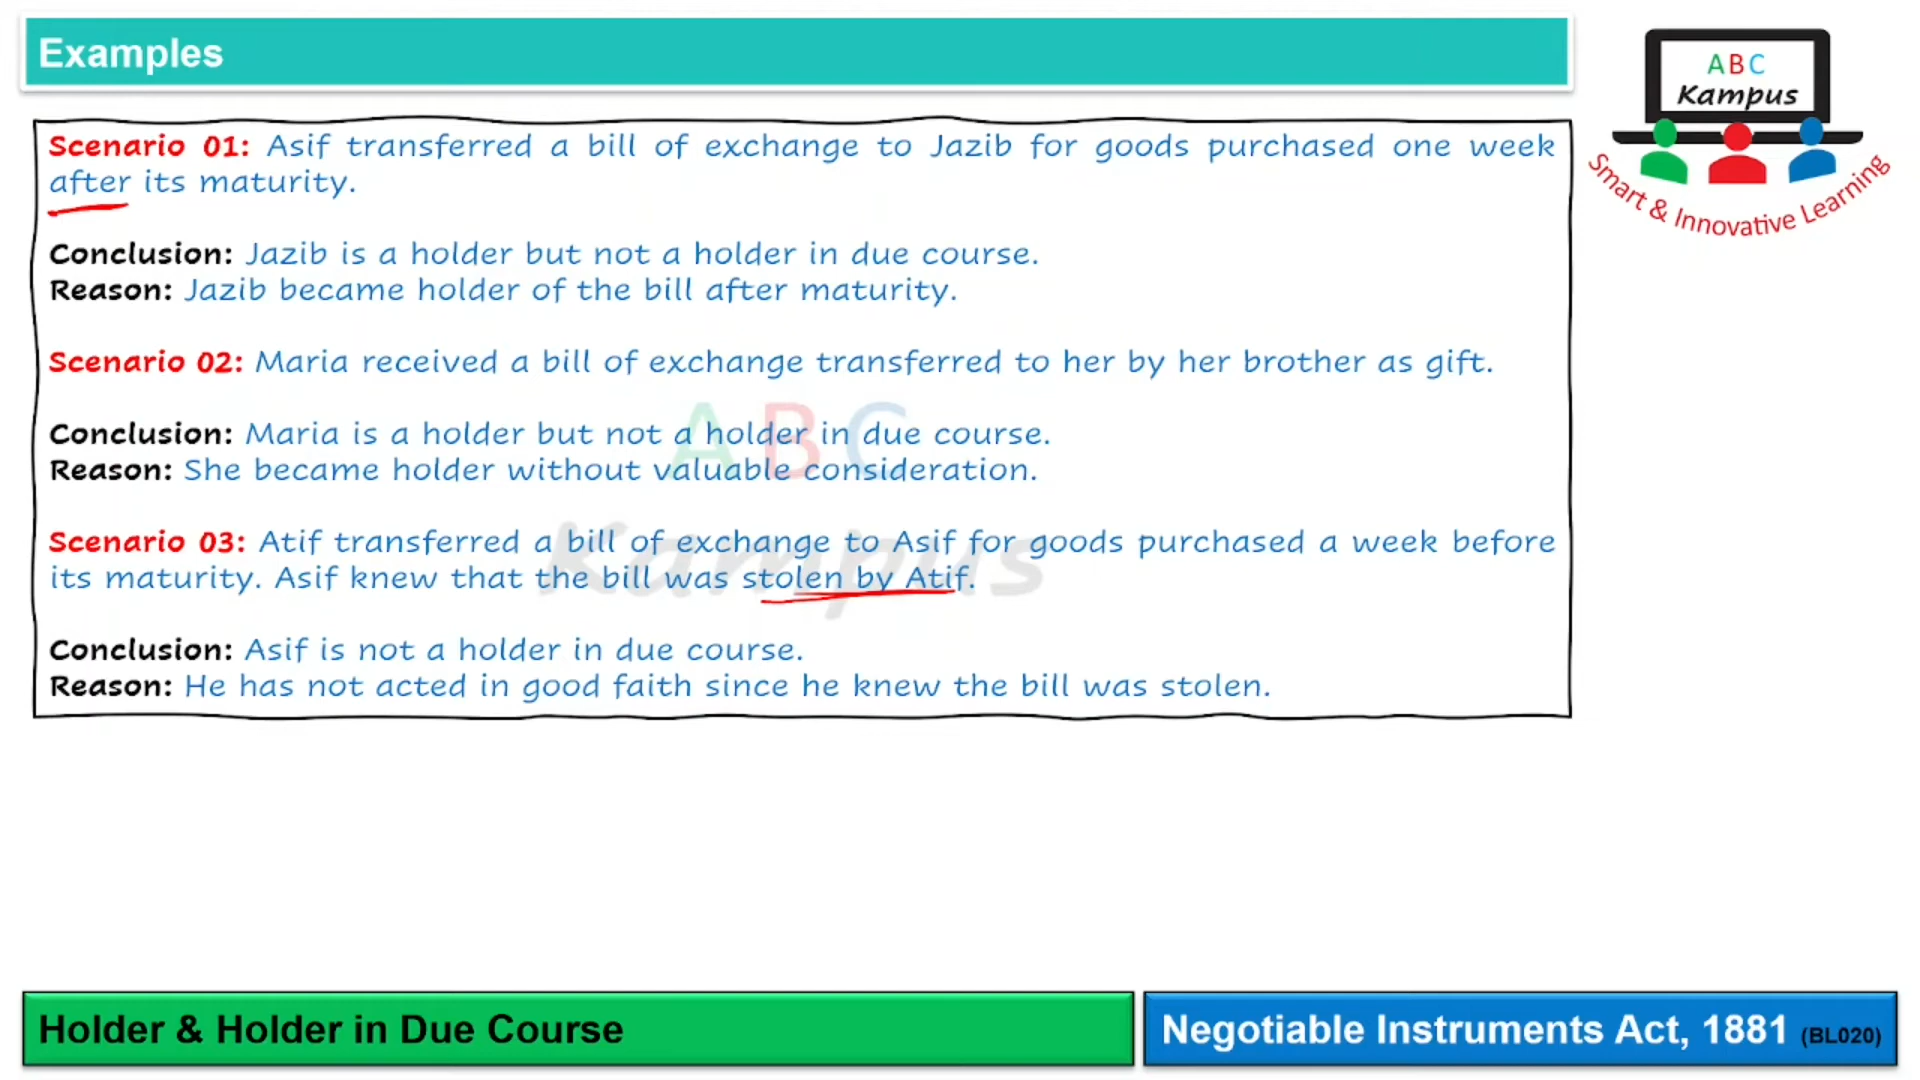 Examples
ABC
Kampus
Smart & Innovative Learning
Scenario 01: Asif transferred a bill of exchange to Jazib for goods purchased one week
after its maturity.
Conclusion: Jazib is a holder but not a holder in due course.
Reason: Jazib became holder of the bill after maturity.
Scenario 02: Maria received a bill of exchange transferred to her by her brother as gift.
Conclusion: Maria is a holder but not a holder in due course.
Reason: She became holder without valuable consideration.
Scenario 03: Atif transferred a bill of exchange to Asif for goods purchased a week before
its maturity. Asif knew that the bill was stolen by Atif.
Conclusion: Asif is not a holder in due course.
Reason: He has not acted in good faith since he knew the bill was stolen.
ABC
Kampus
Holder & Holder in Due Course
Negotiable Instruments Act, 1881 (BL020)